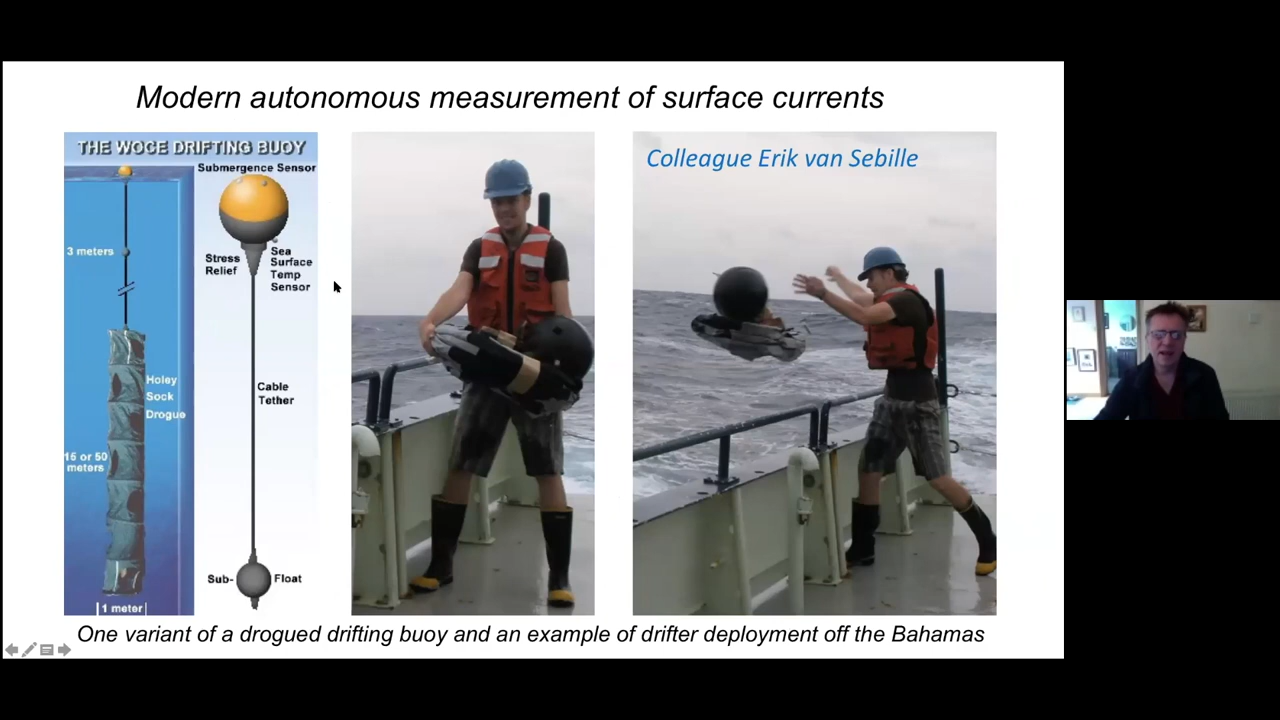 Modern autonomous measurement of surface currents
THE WOCE DRIFTING BUOY
Submergence Sensor
3 meters
Stress
Relief
Sea
Surface
Temp
Sensor
Holey
Sock
Drogue
Cable
Tether
15 or 50
meters
Sub-
Float
1 meter
Colleague Erik van Sebille
One variant of a drogued drifting buoy and an example of drifter deployment off the Bahamas